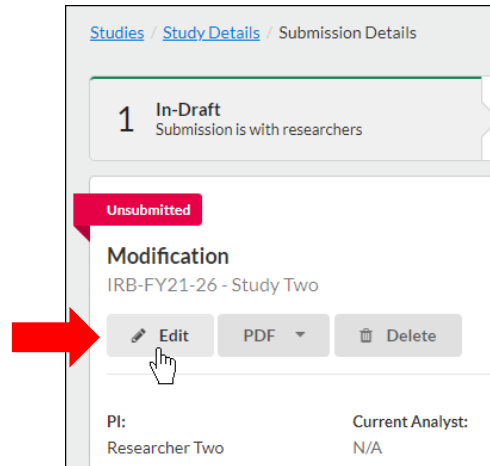 Studies / Study Details / Submission Details
1
In-Draft
Submission is with researchers
Unsubmitted
Modification
IRB-FY21-26 - Study Two
Edit PDF Delete
PI: Current Analyst:
Researcher Two N/A